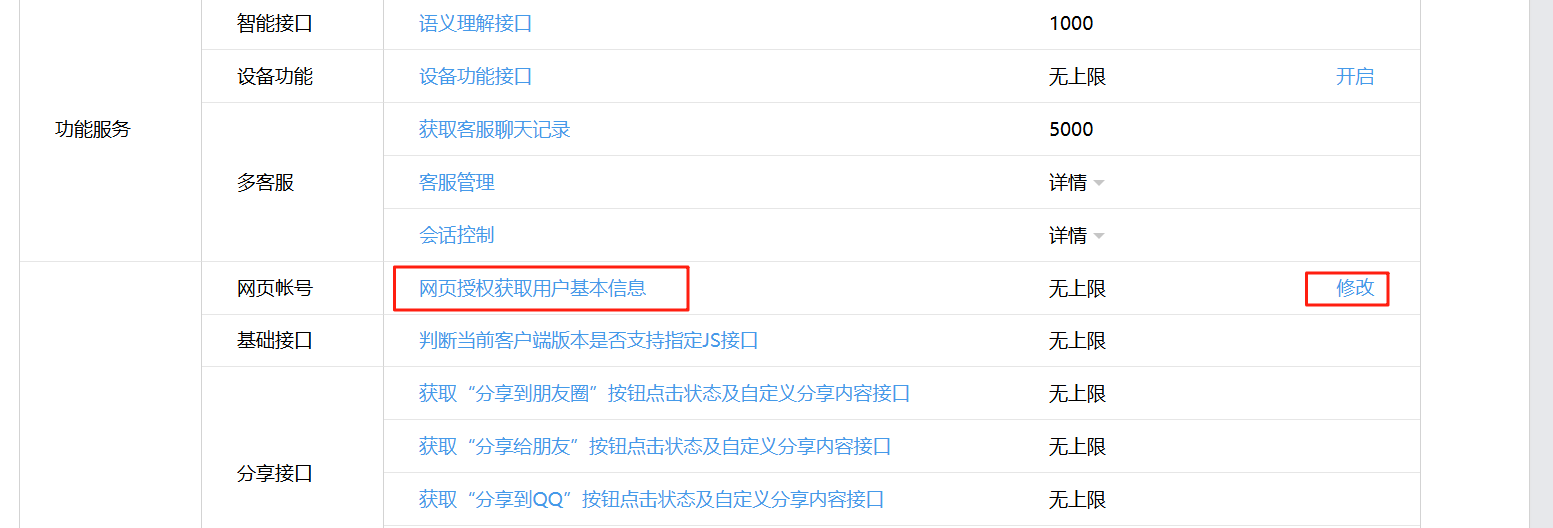 智能接口 语义理解接口 1000
设备功能 设备功能接口 无上限 开启
功能服务 获取客服聊天记录 5000
多客服 客服管理 详情
会话控制 详情
网页帐号 网页授权获取用户基本信息 无上限 修改
基础接口 判断当前客户端版本是否支持指定JS接口 无上限
获取“分享到朋友圈”按钮点击状态及自定义分享内容接口 无上限
获取“分享给朋友”按钮点击状态及自定义分享内容接口 无上限
分享接口
获取“分享到QQ”按钮点击状态及自定义分享内容接口 无上限